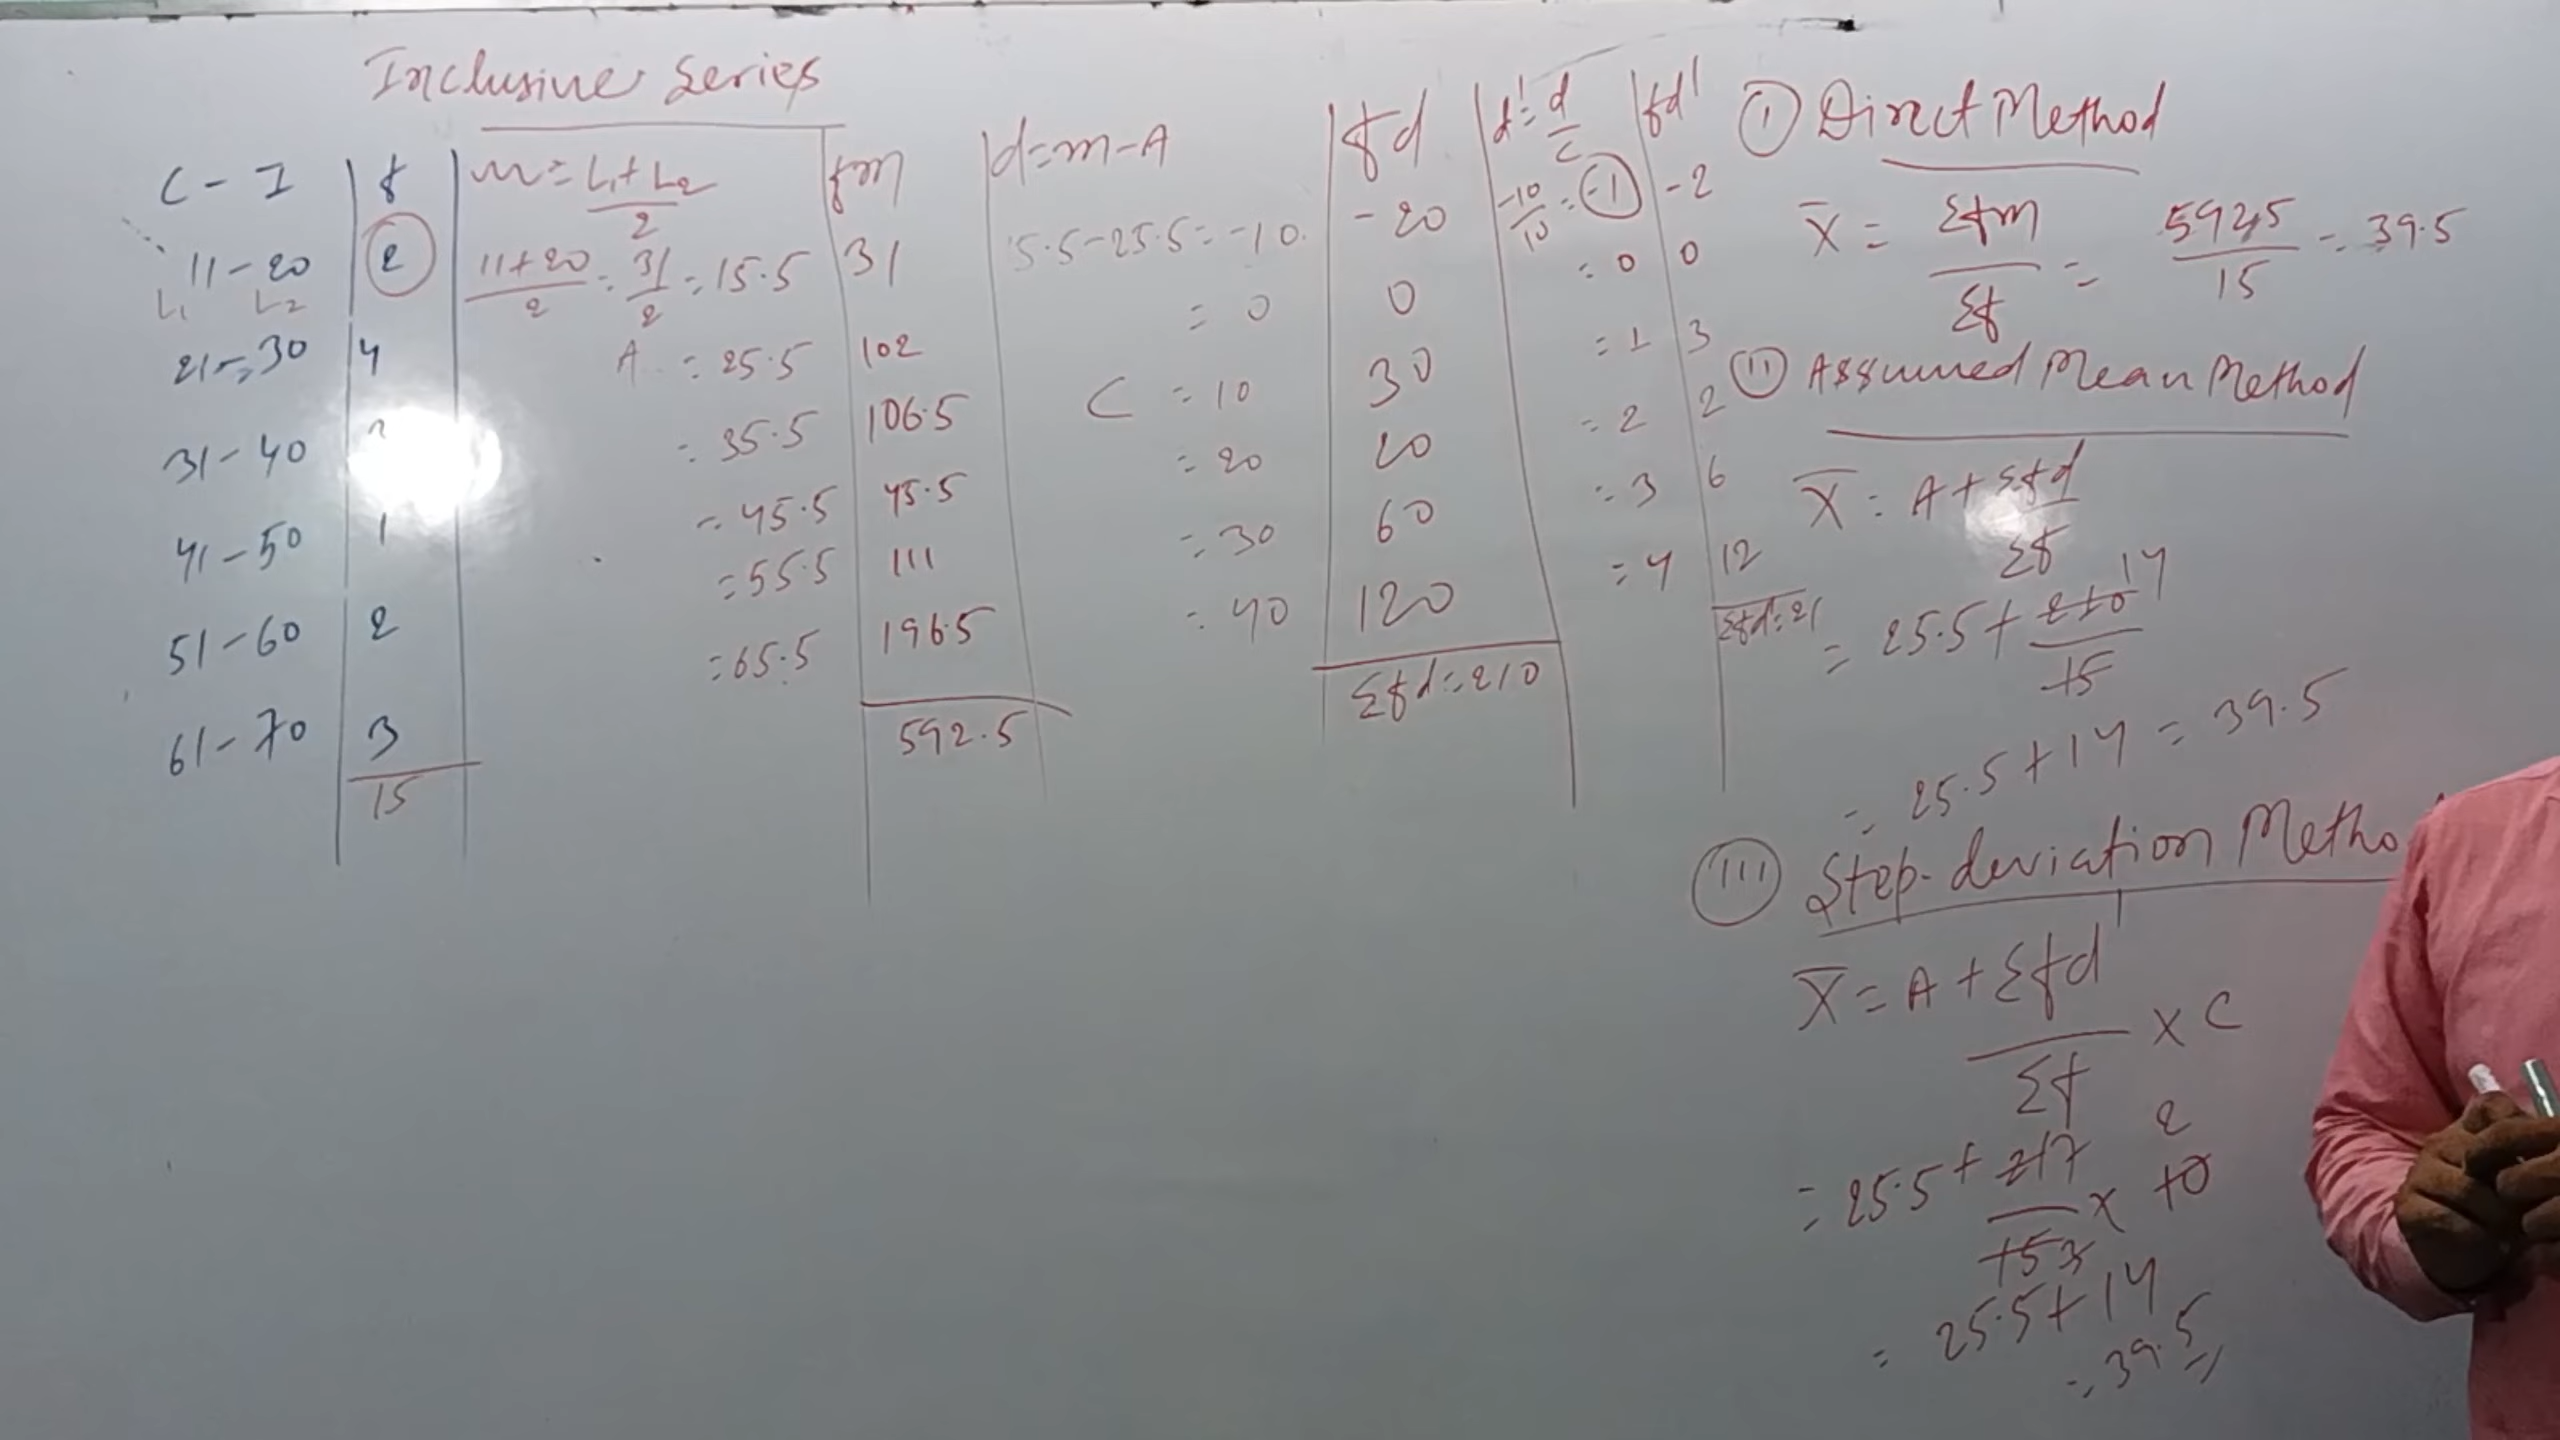 Inclusive Series
C - I | f | m = L₁ + L₂ / 2 | fm | d = m - A | fd | d' = d / C | fd'
11 - 20 | 2 | 11 + 20 / 2 = 31 / 2 = 15.5 | 31 | 5.5 - 25.5 = -10 | -20 | -10 / 10 = -1 | -2
L₁ L₂
21 - 30 | 4 | A = 25.5 | 102 | = 0 | 0 | = 0 | 0
31 - 40 | = 35.5 | 106.5 | C = 10 | 30 | = 1 | 3
41 - 50 | 1 | = 45.5 | 45.5 | = 20 | 20 | = 2 | 2
51 - 60 | 2 | = 55.5 | 111 | = 30 | 60 | = 3 | 6
61 - 70 | 3 | = 65.5 | 196.5 | = 40 | 120 | = 4 | 12
15 | 592.5 | Σfd = 210 | Σfd' = 21
(I) Direct Method
X̄ = Σfm / Σf = 592.5 / 15 = 39.5
(II) Assumed Mean Method
X̄ = A + Σfd / Σf
= 25.5 + 210 14 / 15
= 25.5 + 14 = 39.5
(III) Step-deviation Metho
X̄ = A + Σfd' / Σf × C
= 25.5 + 21 7 / 15 3 × 10 2
= 25.5 + 14
= 39.5